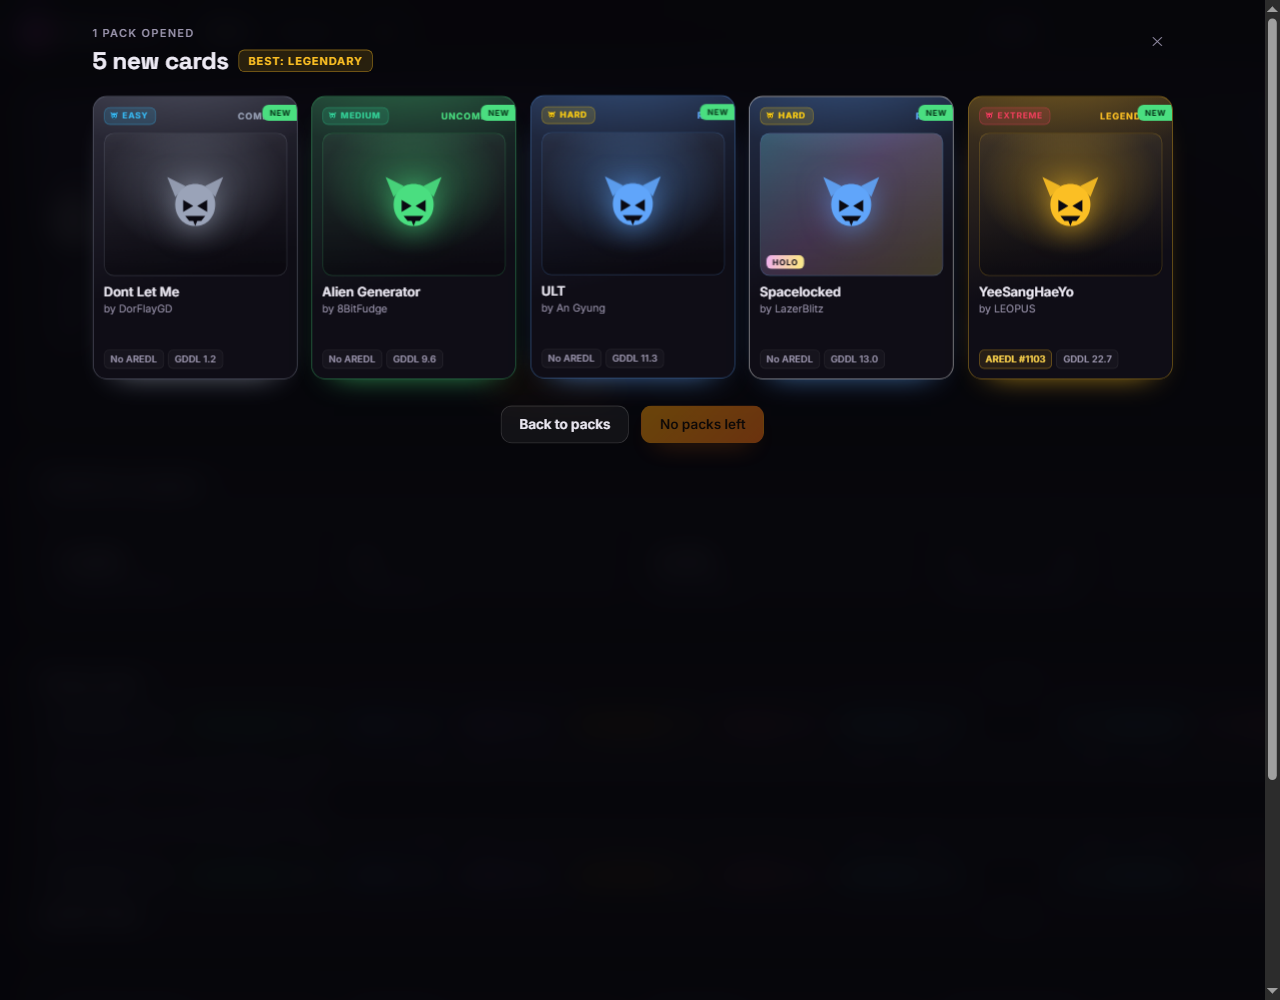 1 PACK OPENED
5 new cards BEST: LEGENDARY
EASY NEW
Dont Let Me
by DorFlayGD
No AREDL GDDL 1.2
MEDIUM NEW
Alien Generator
by 8BitFudge
No AREDL GDDL 9.6
HARD NEW
ULT
by An Gyung
No AREDL GDDL 11.3
HARD NEW
HOLO
Spacelocked
by LazerBlitz
No AREDL GDDL 13.0
EXTREME NEW
YeeSangHaeYo
by LEOPUS
AREDL #1103 GDDL 22.7
Back to packs No packs left